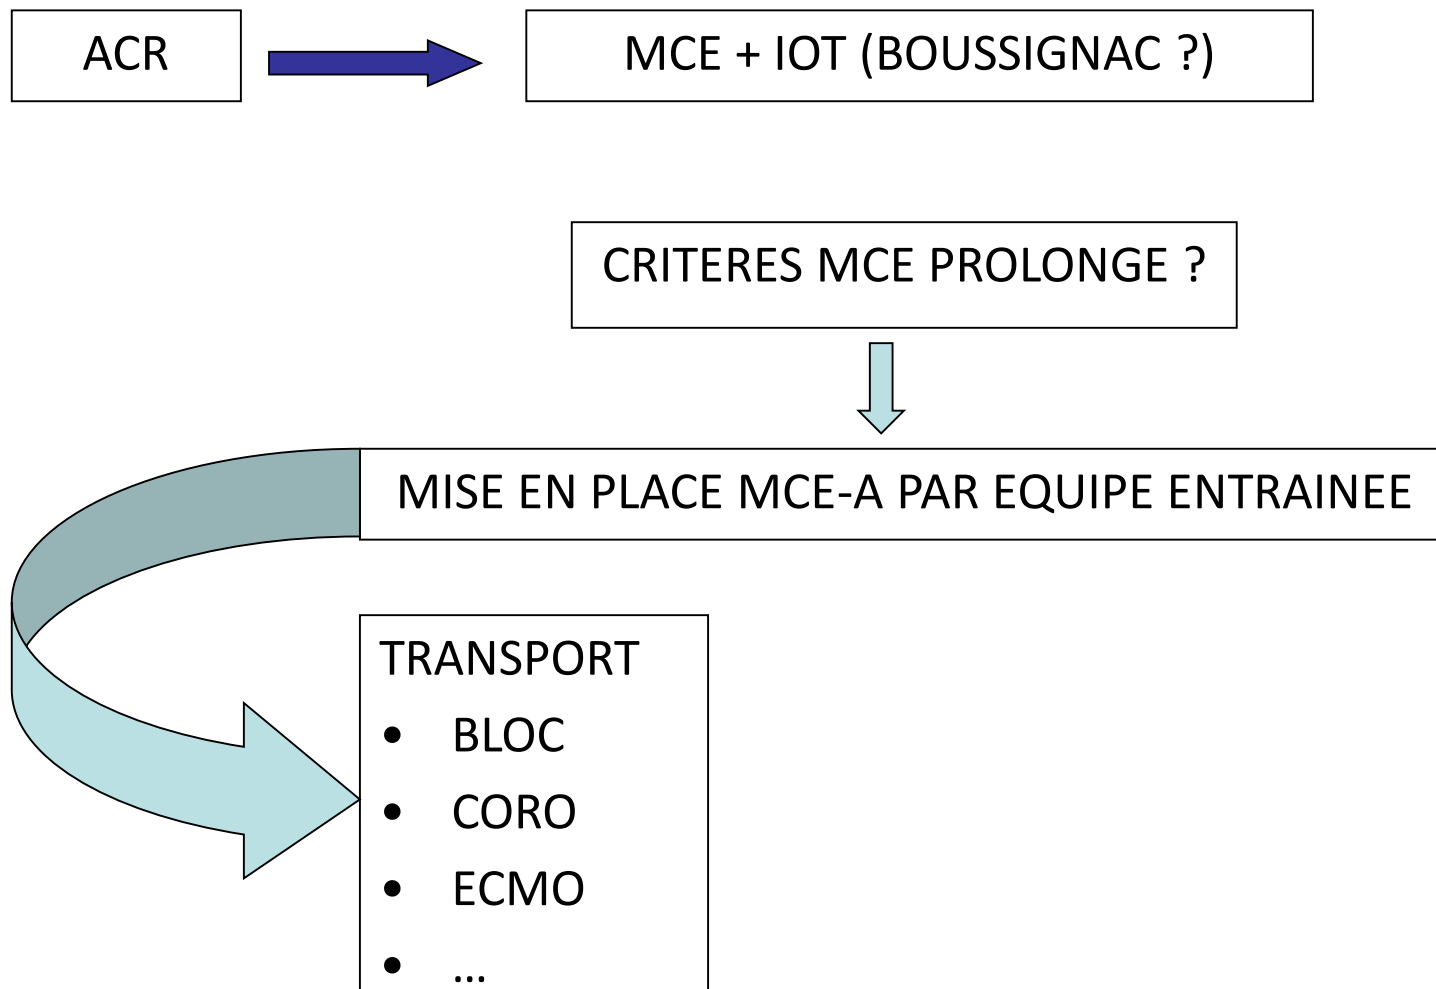 ACR
MCE + IOT (BOUSSIGNAC ?)
CRITERES MCE PROLONGE ?
MISE EN PLACE MCE-A PAR EQUIPE ENTRAINEE
TRANSPORT
• BLOC
• CORO
• ECMO
• ...